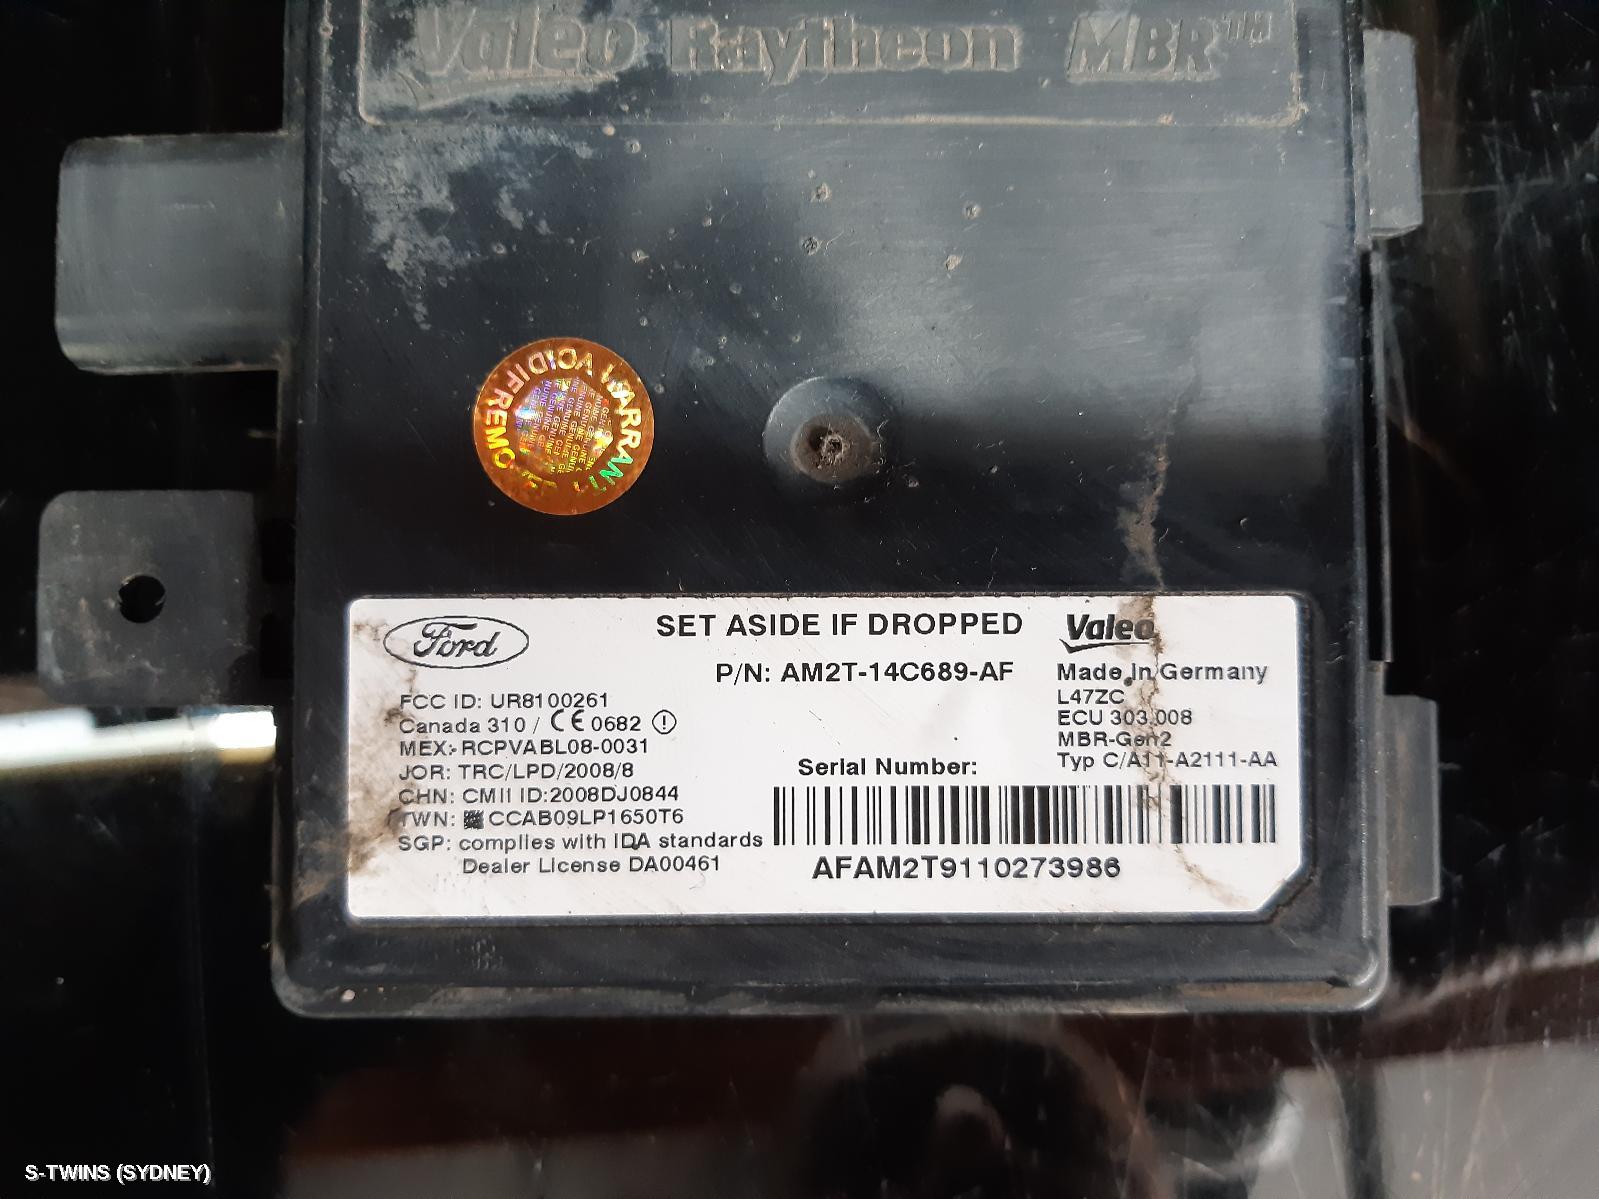 Valeo Raytheon MBR™
WARRANTY VOID IF REMO
Ford
SET ASIDE IF DROPPED
Valeo
P/N: AM2T-14C689-AF
Made in Germany
FCC ID: UR8100261
L47ZC
Canada 310 / CE 0682
ECU 303.008
MEX: RCPVABL08-0031
MBR-Gen2
JOR: TRC/LPD/2008/8
Serial Number:
Typ C/A11-A2111-AA
CHN: CMII ID:2008DJ0844
TWN: CCAB09LP1650T6
SGP: complies with IDA standards
Dealer License DA00461
AFAM2T9110273986
S-TWINS (SYDNEY)